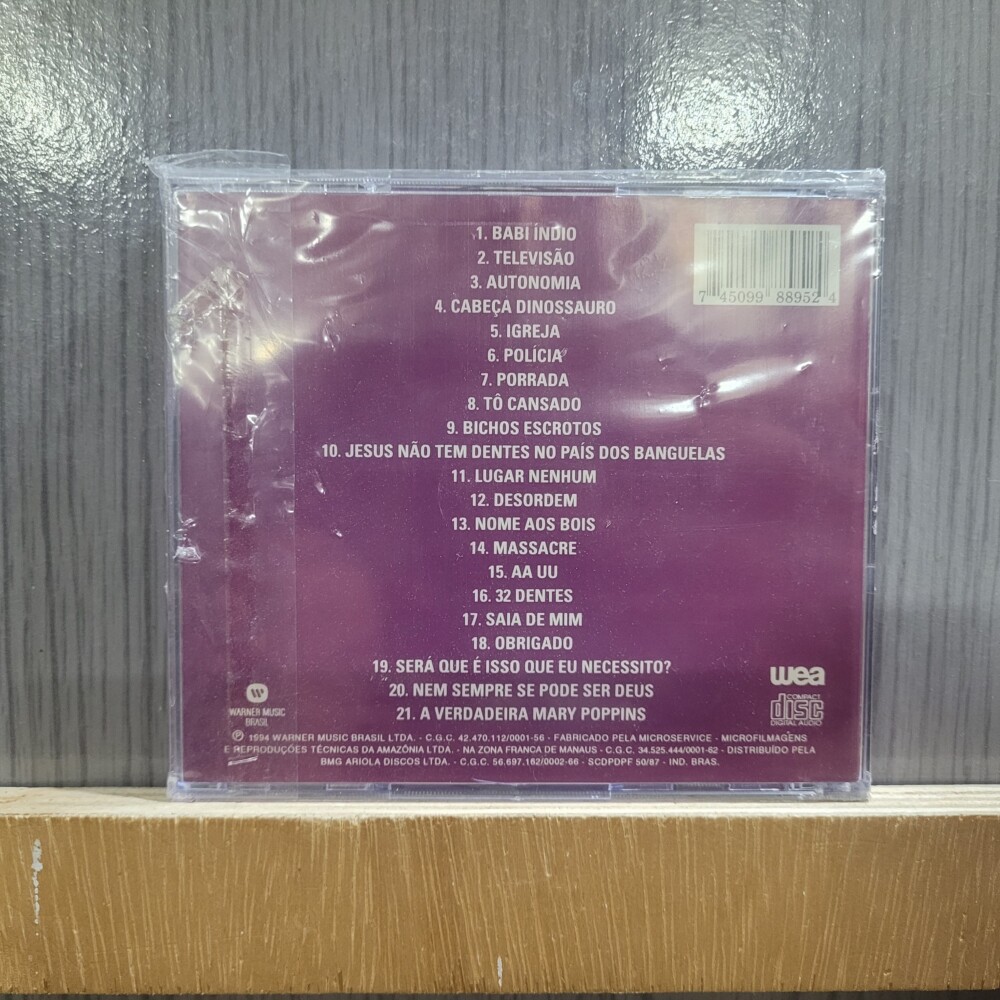 1. BABI ÍNDIO
2. TELEVISÃO
3. AUTONOMIA
4. CABEÇA DINOSSAURO
5. IGREJA
6. POLÍCIA
7. PORRADA
8. TÔ CANSADO
9. BICHOS ESCROTOS
10. JESUS NÃO TEM DENTES NO PAÍS DOS BANGUELAS
11. LUGAR NENHUM
12. DESORDEM
13. NOME AOS BOIS
14. MASSACRE
15. AA UU
16. 32 DENTES
17. SAIA DE MIM
18. OBRIGADO
19. SERÁ QUE É ISSO QUE EU NECESSITO?
20. NEM SEMPRE SE PODE SER DEUS
21. A VERDADEIRA MARY POPPINS
7 45099 88952 4
wea
COMPACT
disc
DIGITAL AUDIO
WARNER MUSIC
BRASIL
℗ 1994 WARNER MUSIC BRASIL LTDA. - C.G.C. 42.470.112/0001-56 - FABRICADO PELA MICROSERVICE - MICROFILMAGENS
E REPRODUÇÕES TÉCNICAS DA AMAZÔNIA LTDA. - NA ZONA FRANCA DE MANAUS - C.G.C. 34.525.444/0001-62 - DISTRIBUÍDO PELA
BMG ARIOLA DISCOS LTDA. - C.G.C. 56.697.162/0002-66 - SCDPDPF 50/87 - IND. BRAS.